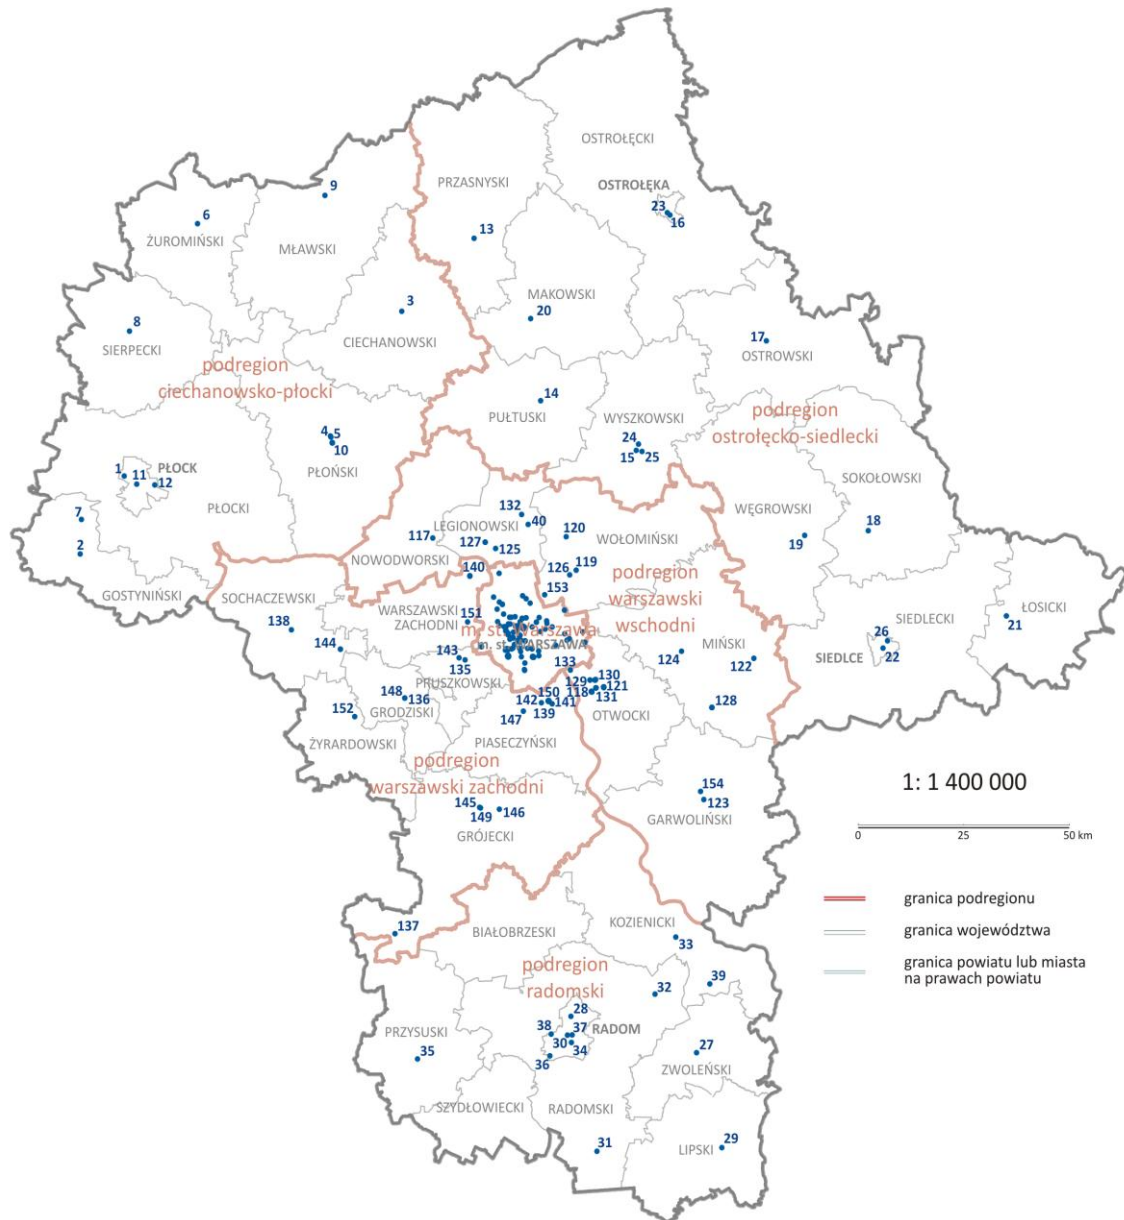 OSTROŁĘCKI
9
PRZASNYSKI
OSTROŁĘKA
6
23
16
ŻUROMIŃSKI
MŁAWSKI
13
3
MAKOWSKI
20
8
SIERPECKI
CIECHANOWSKI
17
OSTROWSKI
podregion
ciechanowsko-płocki
14
PUŁTUSKI
WYSZKOWSKI
podregion
ostrołęcko-siedlecki
4
5
10
24
15
25
PŁOŃSKI
1
11
12
PŁOCK
SOKOŁOWSKI
7
PŁOCKI
132
40
LEGIONOWSKI
WĘGROWSKI
18
117
127
125
120
WOŁOMIŃSKI
19
2
NOWODWORSKI
140
126
119
GOSTYNIŃSKI
SOCHACZEWSKI
153
podregion
warszawski
wschodni
138
WARSZAWSKI
ZACHODNI
151
m. st. Warszawa
m. st. WARSZAWA
SIEDLECKI
ŁOSICKI
21
144
143
135
PRUSZKOWSKI
133
124
MIŃSKI
122
26
SIEDLCE
22
148
136
GRODZISKI
129
130
118
121
131
152
142
150
141
139
147
OTWOCKI
128
ŻYRARDOWSKI
PIASECZYŃSKI
podregion
warszawski zachodni
154
123
GARWOLIŃSKI
1: 1 400 000
145
149
146
GRÓJECKI
0
25
50 km
granica podregionu
granica województwa
granica powiatu lub miasta
na prawach powiatu
137
BIAŁOBRZESKI
KOZIENICKI
33
podregion
radomski
32
39
28
38
37
RADOM
30
34
36
PRZYSUSKI
35
27
ZWOLEŃSKI
SZYDŁOWIECKI
RADOMSKI
31
LIPSKI
29